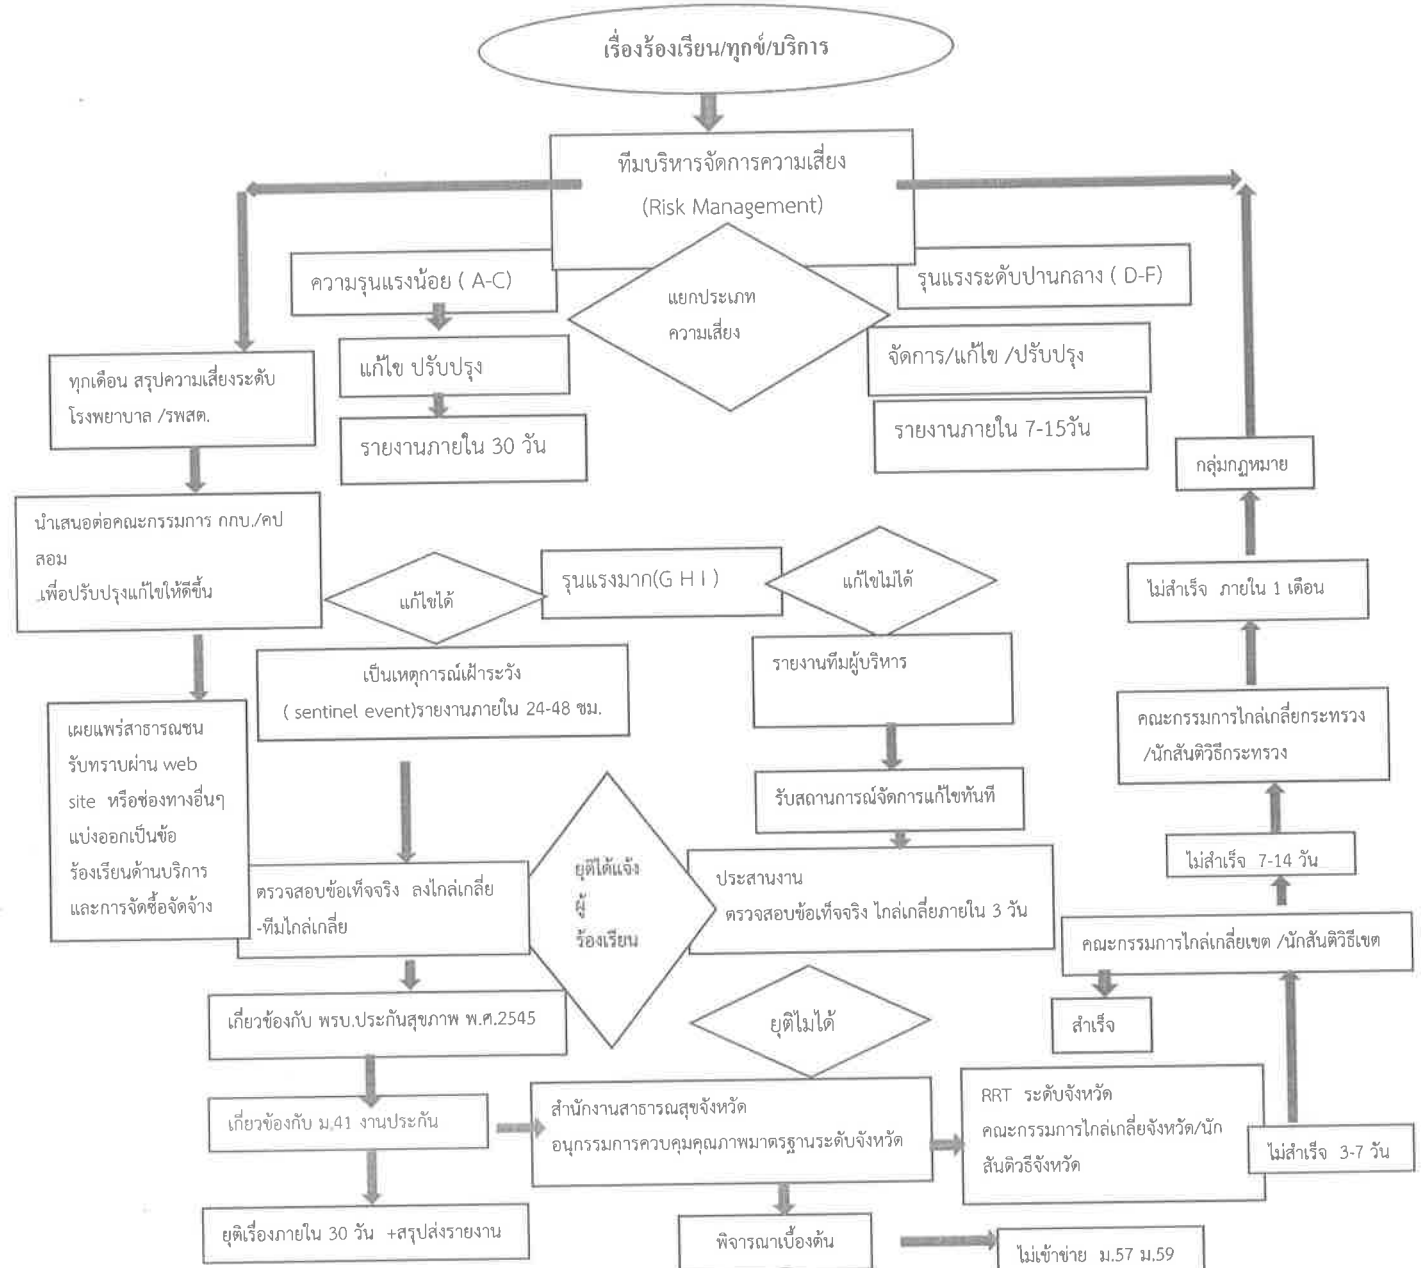 เรื่องร้องเรียน/ทุกข์/บริการ
ทีมบริหารจัดการความเสี่ยง
(Risk Management)
ความรุนแรงน้อย ( A-C)
แยกประเภท
ความเสี่ยง
รุนแรงระดับปานกลาง ( D-F)
แก้ไข ปรับปรุง
จัดการ/แก้ไข /ปรับปรุง
ทุกเดือน สรุปความเสี่ยงระดับ
โรงพยาบาล /รพสต.
รายงานภายใน 30 วัน
รายงานภายใน 7-15วัน
กลุ่มกฎหมาย
นำเสนอต่อคณะกรรมการ กกบ./คป
สอม
เพื่อปรับปรุงแก้ไขให้ดีขึ้น
แก้ไขได้
รุนแรงมาก(G H I )
แก้ไขไม่ได้
ไม่สำเร็จ ภายใน 1 เดือน
เป็นเหตุการณ์เฝ้าระวัง
( sentinel event)รายงานภายใน 24-48 ชม.
รายงานทีมผู้บริหาร
เผยแพร่สาธารณชน
รับทราบผ่าน web
site หรือช่องทางอื่นๆ
แบ่งออกเป็นข้อ
ร้องเรียนด้านบริการ
และการจัดซื้อจัดจ้าง
คณะกรรมการไกล่เกลี่ยกระทรวง
/นักสันติวิธีกระทรวง
รับสถานการณ์จัดการแก้ไขทันที
ไม่สำเร็จ 7-14 วัน
ตรวจสอบข้อเท็จจริง ลงไกล่เกลี่ย
-ทีมไกล่เกลี่ย
ยุติได้แจ้ง
ผู้
ร้องเรียน
ประสานงาน
ตรวจสอบข้อเท็จจริง ไกล่เกลี่ยภายใน 3 วัน
คณะกรรมการไกล่เกลี่ยเขต /นักสันติวิธีเขต
เกี่ยวข้องกับ พรบ.ประกันสุขภาพ พ.ศ.2545
ยุติไม่ได้
สำเร็จ
เกี่ยวข้องกับ ม.41 งานประกัน
สำนักงานสาธารณสุขจังหวัด
อนุกรรมการควบคุมคุณภาพมาตรฐานระดับจังหวัด
RRT ระดับจังหวัด
คณะกรรมการไกล่เกลี่ยจังหวัด/นัก
สันติวิธีจังหวัด
ไม่สำเร็จ 3-7 วัน
ยุติเรื่องภายใน 30 วัน +สรุปส่งรายงาน
พิจารณาเบื้องต้น
ไม่เข้าข่าย ม.57 ม.59